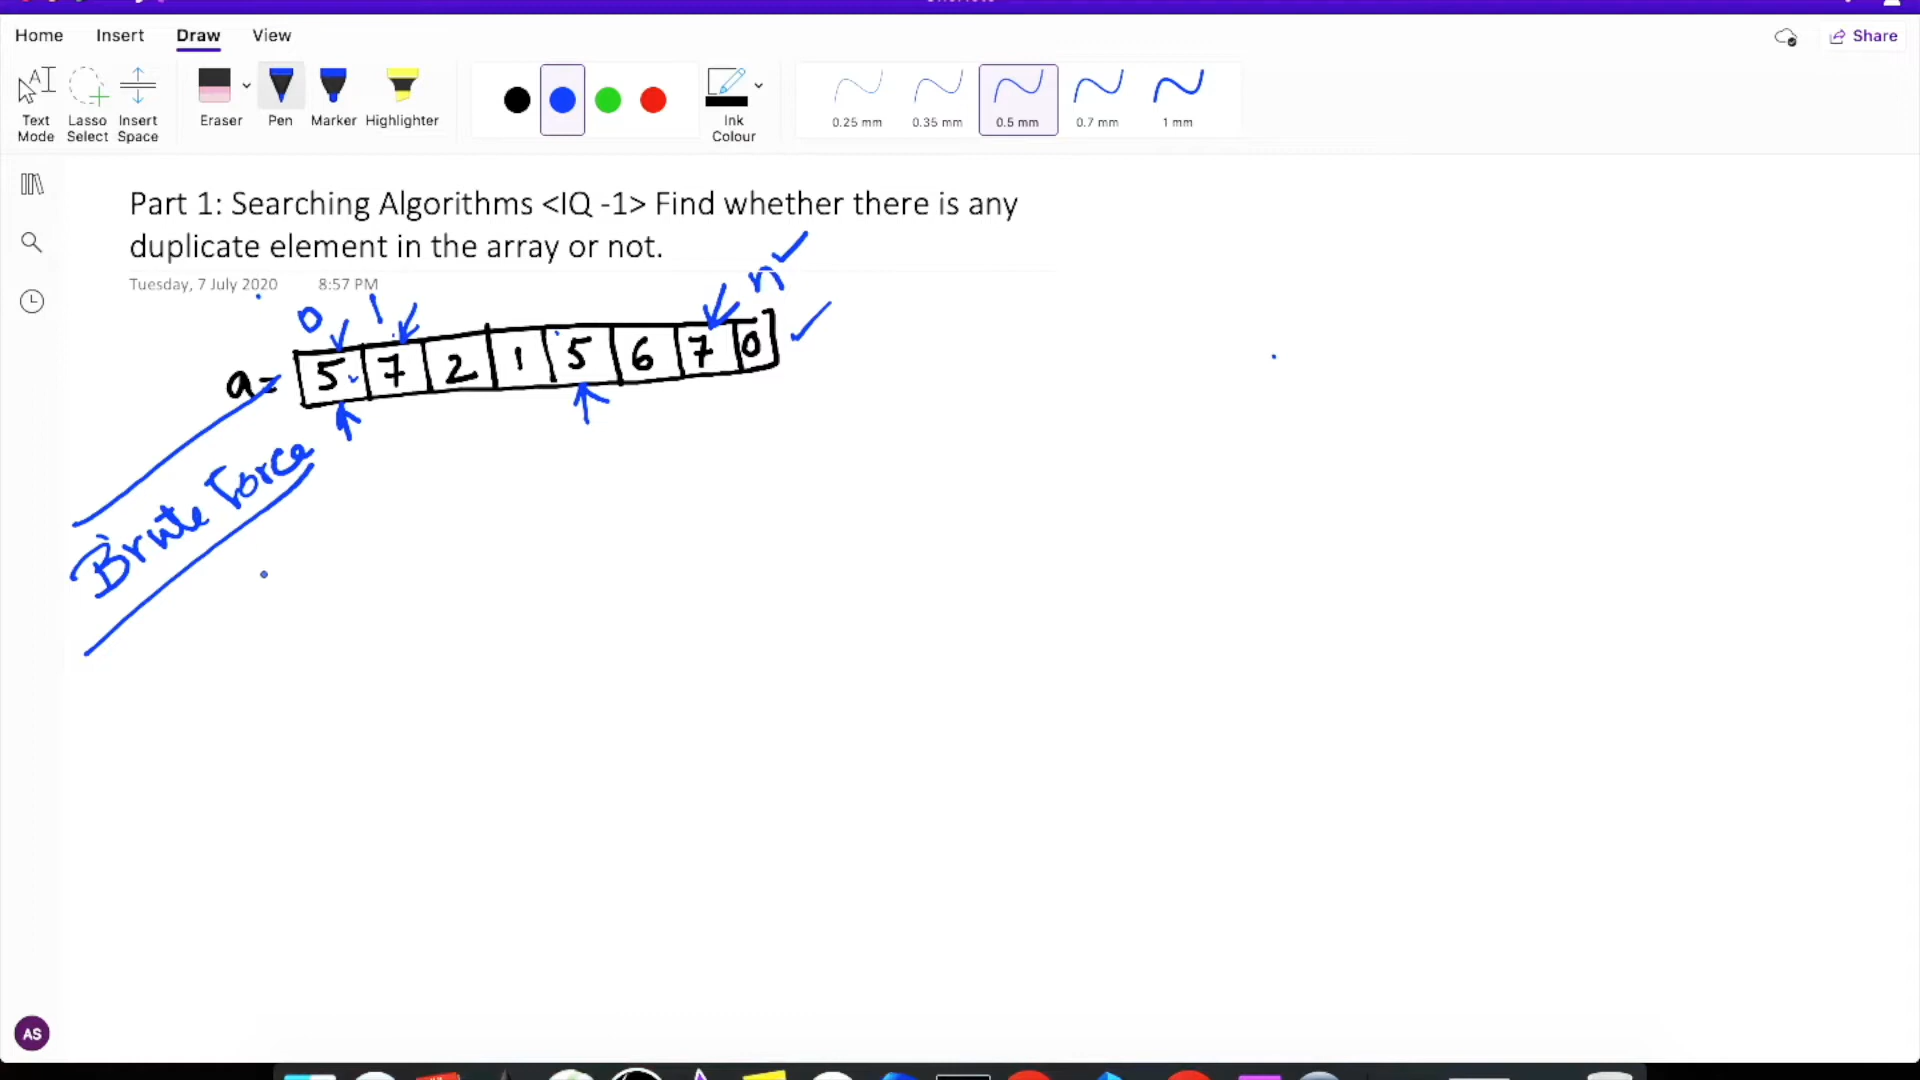 Home Insert Draw View
Share
Text Mode
Lasso Select
Insert Space
Eraser
Pen
Marker
Highlighter
Ink Colour
0.25 mm
0.35 mm
0.5 mm
0.7 mm
1 mm
Part 1: Searching Algorithms <IQ -1> Find whether there is any
duplicate element in the array or not.
Tuesday, 7 July 2020 8:57 PM
0 1 n
a= 5 7 2 1 5 6 7 0
Brute Force
AS